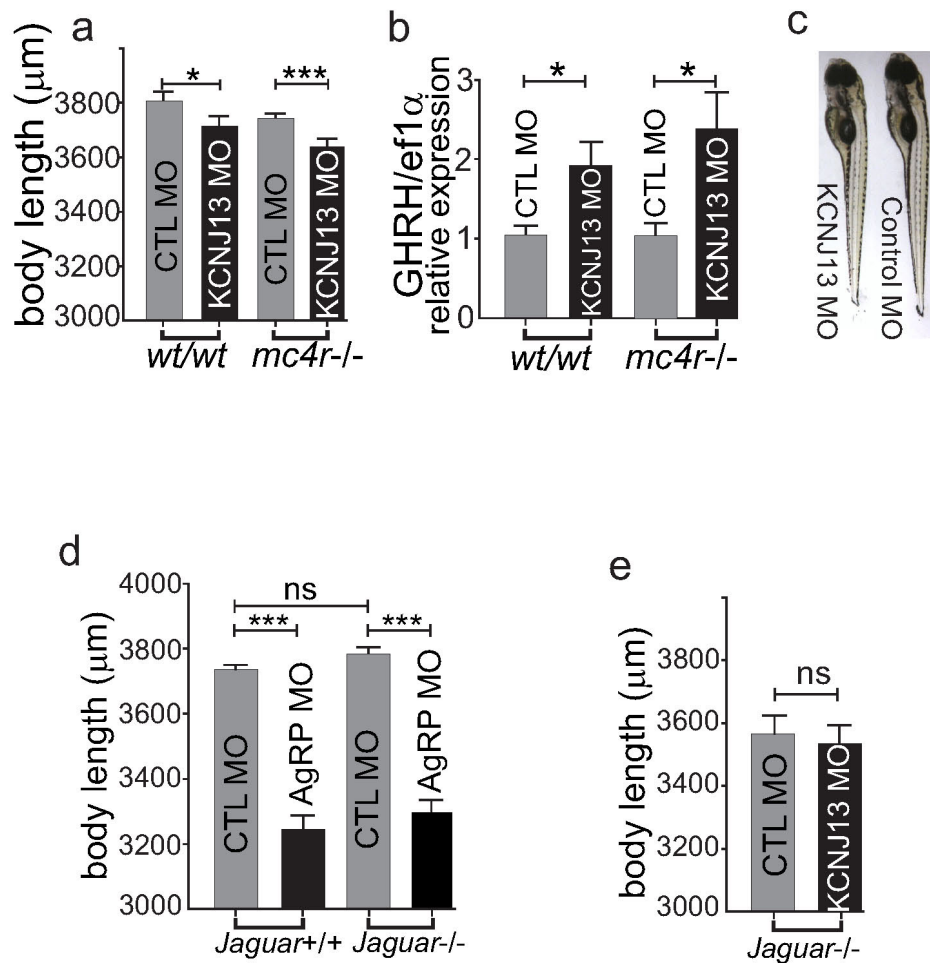 a
body length (μm)
3800
3600
3400
3200
3000
*
***
CTL MO
KCNJ13 MO
CTL MO
KCNJ13 MO
wt/wt
mc4r-/-
b
GHRH/ef1α
relative expression
3
2
1
0
*
*
CTL MO
KCNJ13 MO
CTL MO
KCNJ13 MO
wt/wt
mc4r-/-
c
KCNJ13 MO
Control MO
d
body length (μm)
4000
3800
3600
3400
3200
3000
ns
***
***
CTL MO
AgRP MO
CTL MO
AgRP MO
Jaguar+/+
Jaguar-/-
e
body length (μm)
3800
3600
3400
3200
3000
ns
CTL MO
KCNJ13 MO
Jaguar-/-